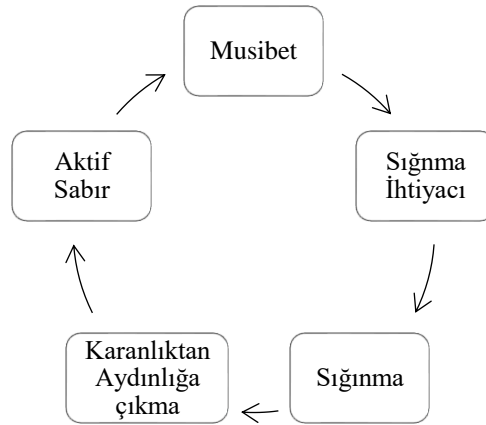 Musibet
Sığnma
İhtiyacı
Sığınma
Karanlıktan
Aydınlığa
çıkma
Aktif
Sabır